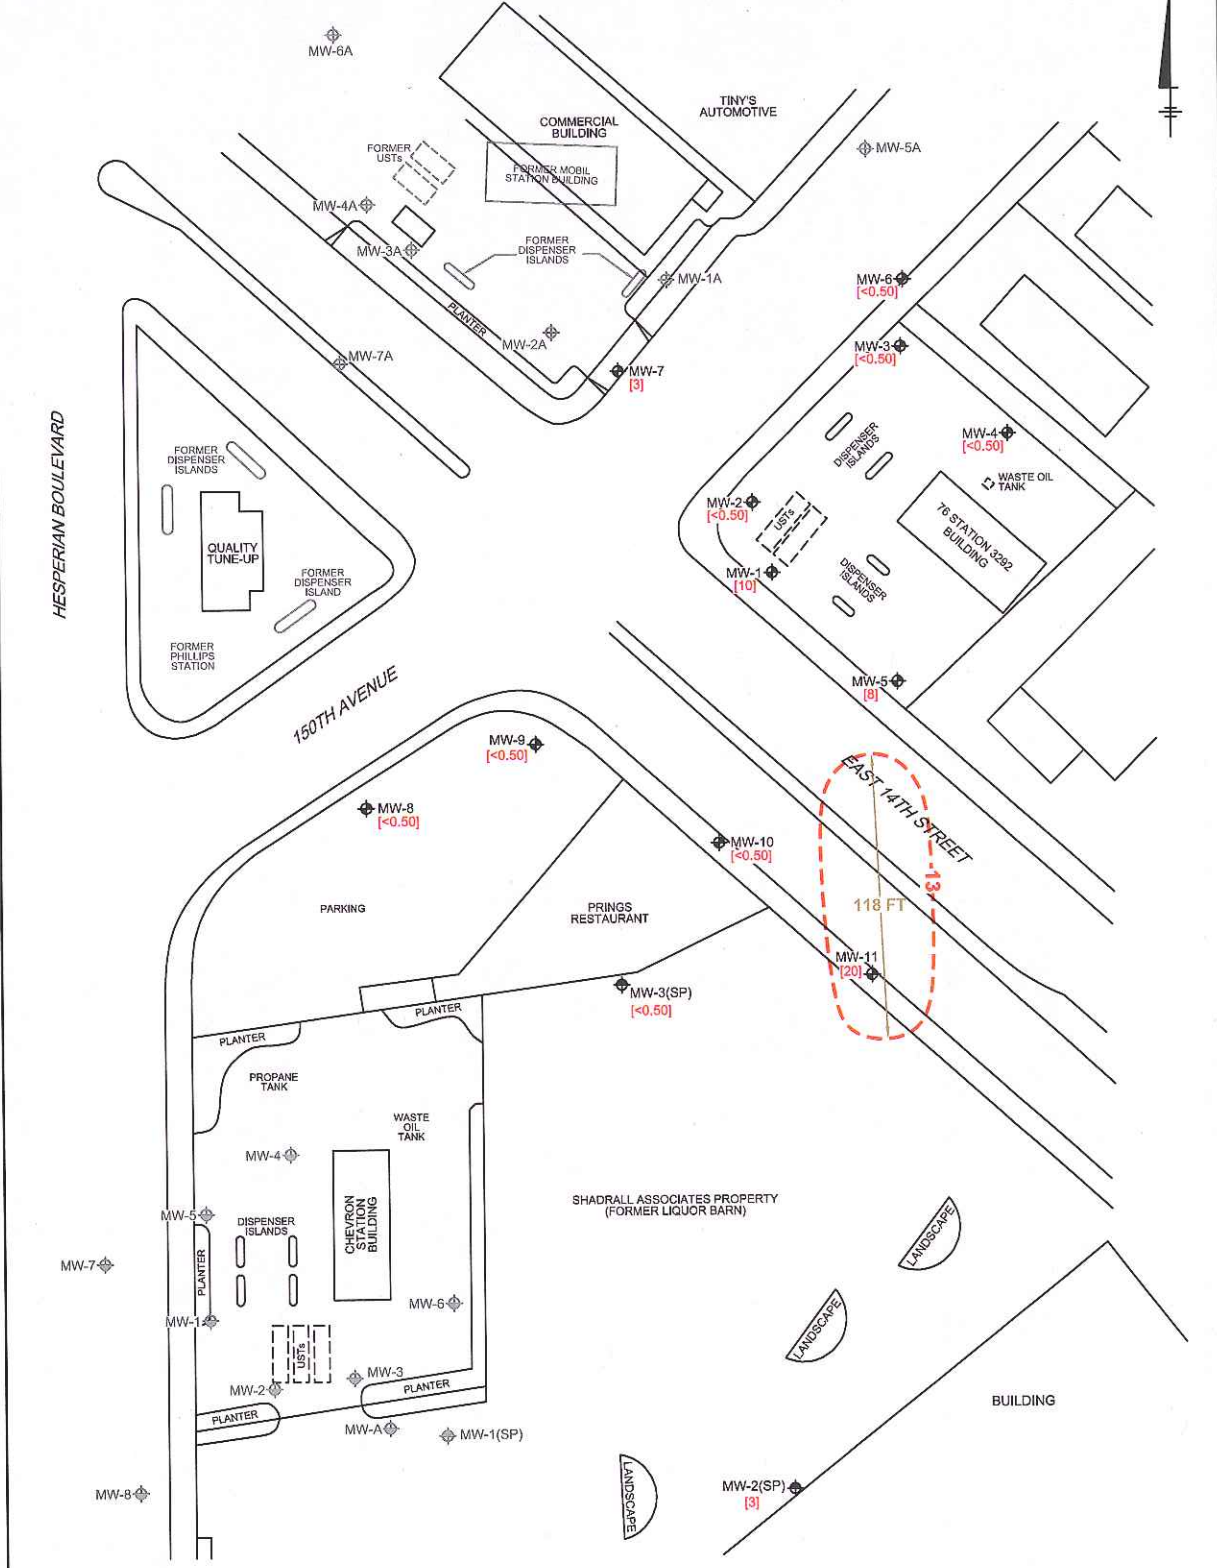 MW-6A
TINY'S
AUTOMOTIVE
COMMERCIAL
BUILDING
FORMER
USTs
FORMER MOBIL
STATION BUILDING
MW-5A
MW-4A
MW-3A
FORMER
DISPENSER
ISLANDS
MW-1A
MW-6
[<0.50]
PLANTER
MW-2A
MW-3
[<0.50]
MW-7A
MW-7
[3]
HESPERIAN BOULEVARD
FORMER
DISPENSER
ISLANDS
DISPENSER
ISLANDS
MW-4
[<0.50]
WASTE OIL
TANK
MW-2
[<0.50]
USTs
76 STATION 3292
BUILDING
QUALITY
TUNE-UP
FORMER
DISPENSER
ISLAND
MW-1
[10]
DISPENSER
ISLANDS
FORMER
PHILLIPS
STATION
MW-5
[8]
150TH AVENUE
MW-9
[<0.50]
EAST 14TH STREET
MW-8
[<0.50]
MW-10
[<0.50]
13
118 FT
PARKING
PRINGS
RESTAURANT
MW-11
[20]
MW-3(SP)
[<0.50]
PLANTER
PLANTER
PROPANE
TANK
WASTE
OIL
TANK
MW-4
CHEVRON
STATION
BUILDING
SHADRALL ASSOCIATES PROPERTY
(FORMER LIQUOR BARN)
MW-5
DISPENSER
ISLANDS
LANDSCAPE
MW-7
PLANTER
MW-6
MW-1
LANDSCAPE
USTs
MW-3
MW-2
PLANTER
PLANTER
BUILDING
MW-A
MW-1(SP)
MW-8
LANDSCAPE
MW-2(SP)
[3]